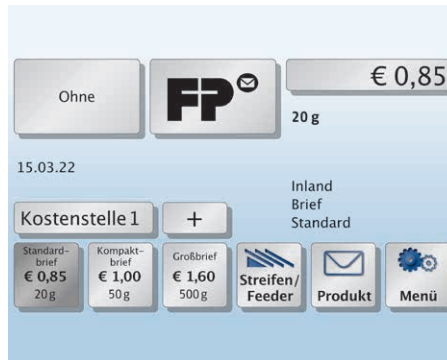 Ohne
FP
€ 0,85
20 g
15.03.22
Inland
Brief
Standard
Kostenstelle 1
+
Standard-
brief
€ 0,85
20 g
Kompakt-
brief
€ 1,00
50 g
Großbrief
€ 1,60
500 g
Streifen/
Feeder
Produkt
Menü